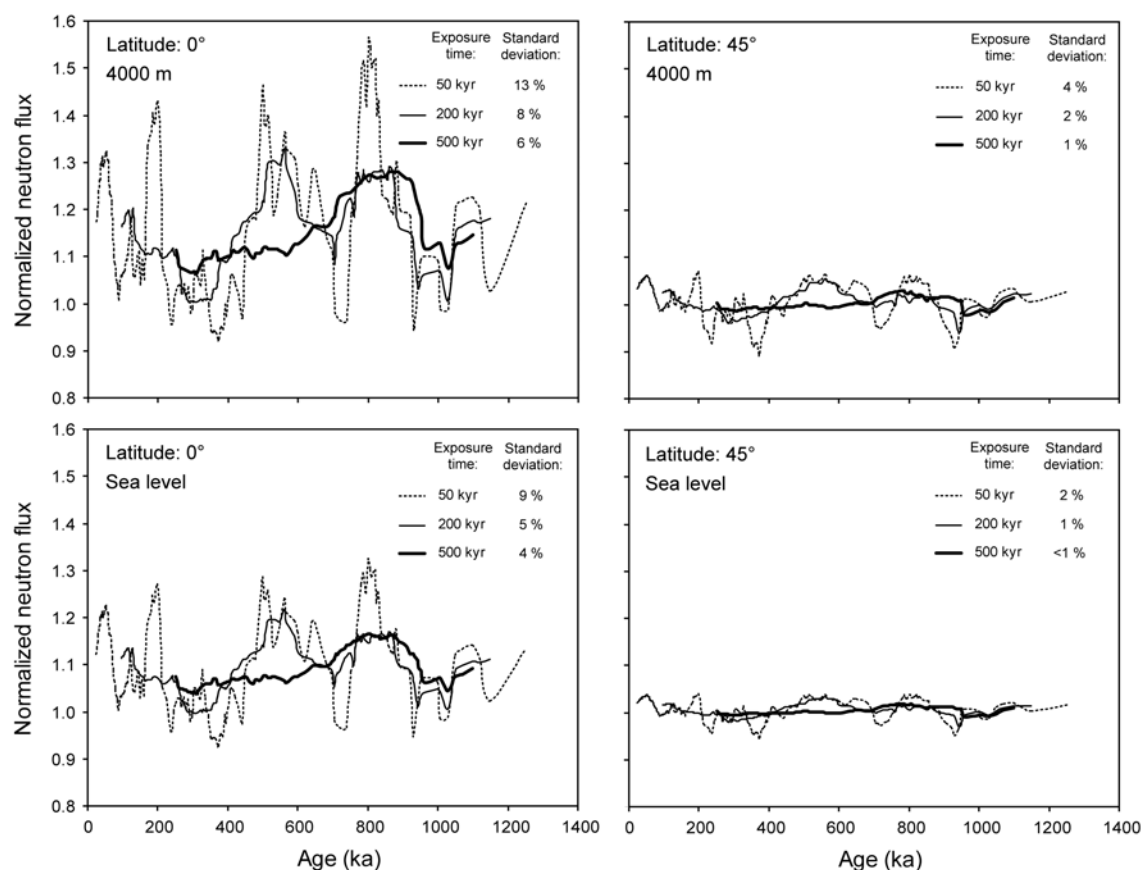 1.6
1.5
1.4
1.3
1.2
1.1
1.0
0.9
0.8
Normalized neutron flux
Latitude: 0°
4000 m
Exposure time:
Standard deviation:
50 kyr 13 %
200 kyr 8 %
500 kyr 6 %
Latitude: 45°
4000 m
Exposure time:
Standard deviation:
50 kyr 4 %
200 kyr 2 %
500 kyr 1 %
1.6
1.5
1.4
1.3
1.2
1.1
1.0
0.9
0.8
Normalized neutron flux
Latitude: 0°
Sea level
Exposure time:
Standard deviation:
50 kyr 9 %
200 kyr 5 %
500 kyr 4 %
0 200 400 600 800 1000 1200 1400
Age (ka)
Latitude: 45°
Sea level
Exposure time:
Standard deviation:
50 kyr 2 %
200 kyr 1 %
500 kyr <1 %
0 200 400 600 800 1000 1200 1400
Age (ka)